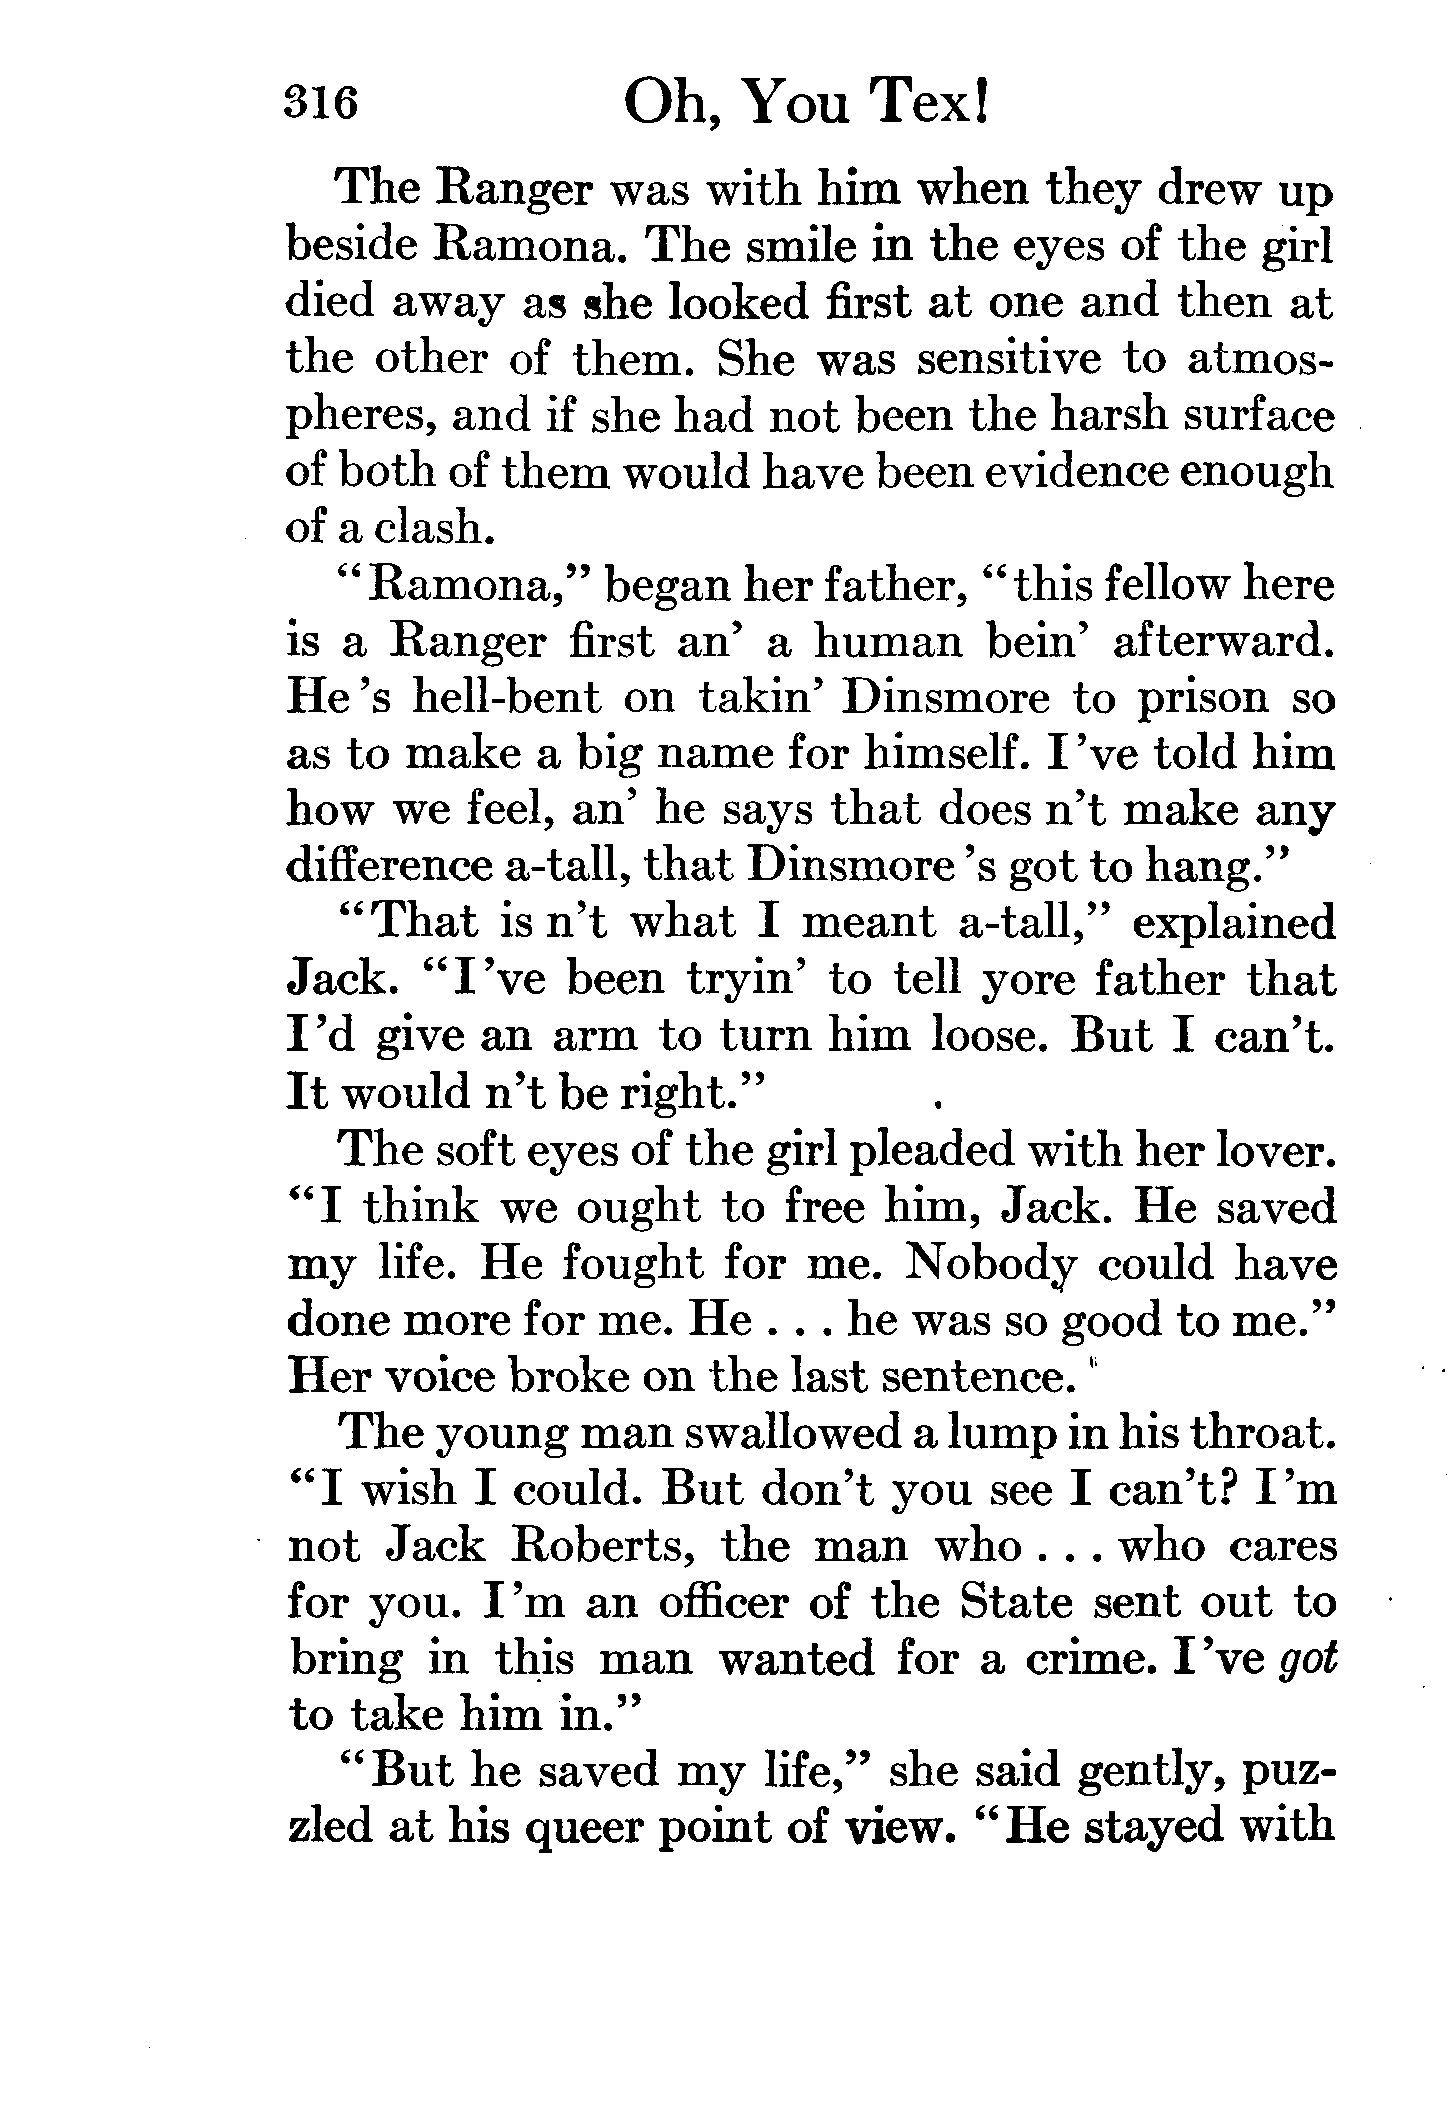 316 Oh, You Tex!
The Ranger was with him when they drew up
beside Ramona. The smile in the eyes of the girl
died away as she looked first at one and then at
the other of them. She was sensitive to atmos-
pheres, and if she had not been the harsh surface
of both of them would have been evidence enough
of a clash.
“Ramona,” began her father, “this fellow here
is a Ranger first an’ a human bein’ afterward.
He ’s hell-bent on takin’ Dinsmore to prison so
as to make a big name for himself. I ’ve told him
how we feel, an’ he says that does n’t make any
difference a-tall, that Dinsmore ’s got to hang.”
“That is n’t what I meant a-tall,” explained
Jack. “I ’ve been tryin’ to tell yore father that
I ’d give an arm to turn him loose. But I can’t.
It would n’t be right.”
The soft eyes of the girl pleaded with her lover.
“I think we ought to free him, Jack. He saved
my life. He fought for me. Nobody could have
done more for me. He . . . he was so good to me.”
Her voice broke on the last sentence.
The young man swallowed a lump in his throat.
“I wish I could. But don’t you see I can’t? I ’m
not Jack Roberts, the man who . . . who cares
for you. I ’m an officer of the State sent out to
bring in this man wanted for a crime. I ’ve got
to take him in.”
“But he saved my life,” she said gently, puz-
zled at his queer point of view. “He stayed with